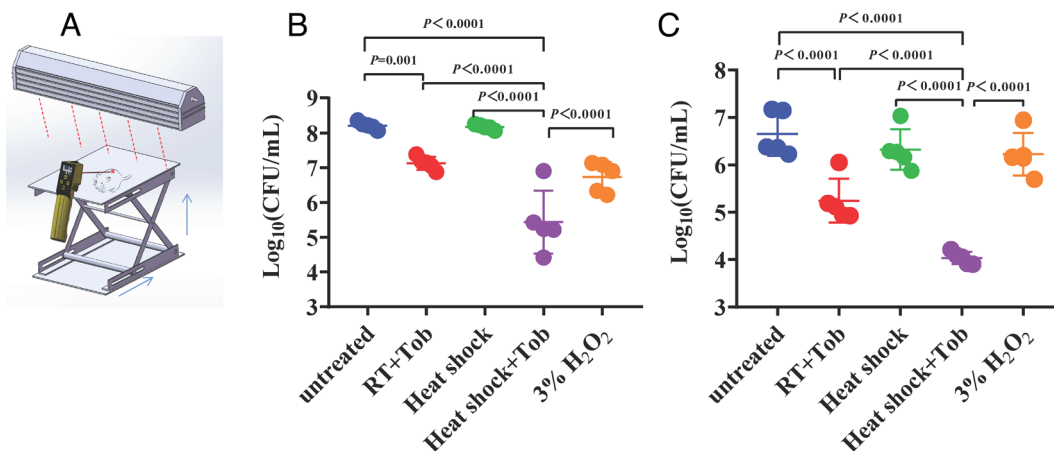 A
B
P< 0.0001
P=0.001
P<0.0001
P<0.0001
P<0.0001
Log10(CFU/mL)
9
8
7
6
5
4
3
untreated
RT+Tob
Heat shock
Heat shock+Tob
3% H2O2
C
P< 0.0001
P< 0.0001
P< 0.0001
P< 0.0001
P< 0.0001
Log10(CFU/mL)
8
7
6
5
4
3
untreated
RT+Tob
Heat shock
Heat shock+Tob
3% H2O2